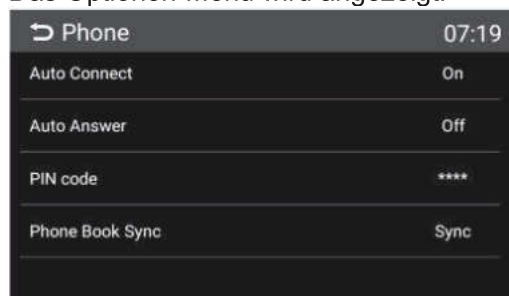 Das Optionen-Menü wird angezeigt.
Phone 07:19
Auto Connect On
Auto Answer Off
PIN code ****
Phone Book Sync Sync